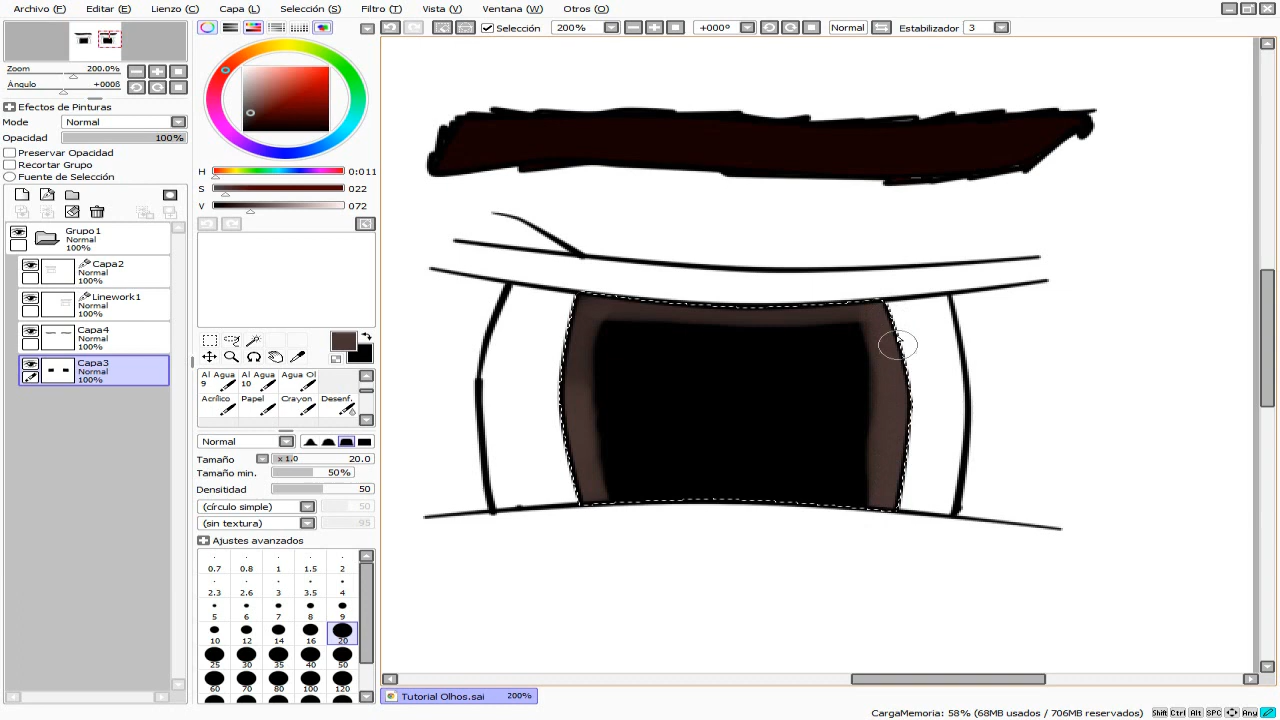 Archivo (F) Editar (E) Lienzo (C) Capa (L) Selección (S) Filtro (T) Vista (V) Ventana (W) Otros (O)
Selección 200% +000º Normal Estabilizador 3
Zoom 200.0%
Ángulo +000ß
Efectos de Pinturas
Mode Normal
Opacidad 100%
Preservar Opacidad
Recortar Grupo
Fuente de Selección
Grupo1
Normal
100%
Capa2
Normal
100%
Linework1
Normal
100%
Capa4
Normal
100%
Capa3
Normal
100%
H 0:011
S 022
V 072
Al Agua 9
Al Agua 10
Agua Ol
Acrílico Papel Crayon Desenf.
Normal
Tamaño x 1.0 20.0
Tamaño min. 50%
Densitidad 50
(círculo simple) 50
(sin textura) 95
Ajustes avanzados
0.7 0.8 1 1.5 2
2.3 2.6 3 3.5 4
5 6 7 8 9
10 12 14 16 20
25 30 35 40 50
60 70 80 100 120
Tutorial Olhos.sai 200%
CargaMemoria: 58% (68MB usados / 706MB reservados) Shift Ctrl Alt SPC Any